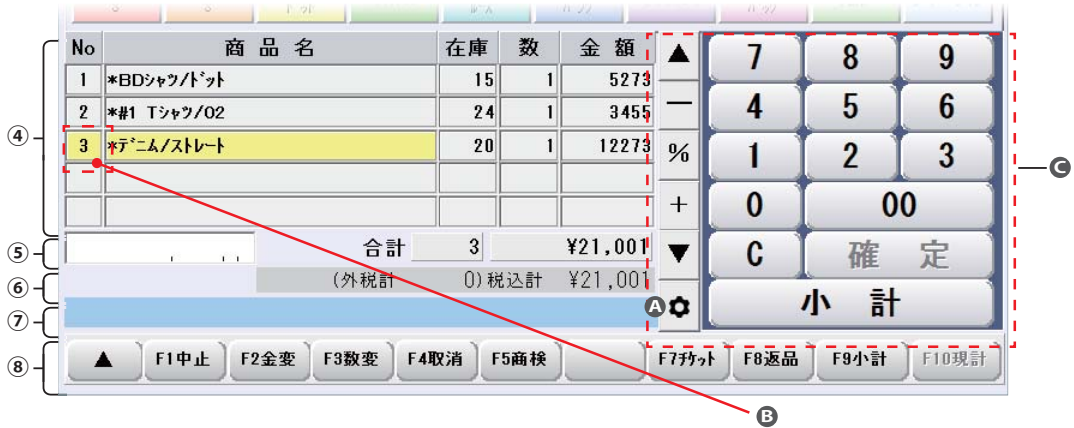 No 商品名 在庫 数 金額
1 *BDシャツ/ドット 15 1 5273
2 *#1 Tシャツ/02 24 1 3455
3 *デニム/ストレート 20 1 12273
合計 3 ¥21,001
(外税計 0)税込計 ¥21,001
▲ 7 8 9
― 4 5 6
% 1 2 3
+ 0 00
▼ C 確定
小計
▲ F1中止 F2金変 F3数変 F4取消 F5商検 F7チケット F8返品 F9小計 F10現計
④
⑤
⑥
⑦
⑧
A
B
C